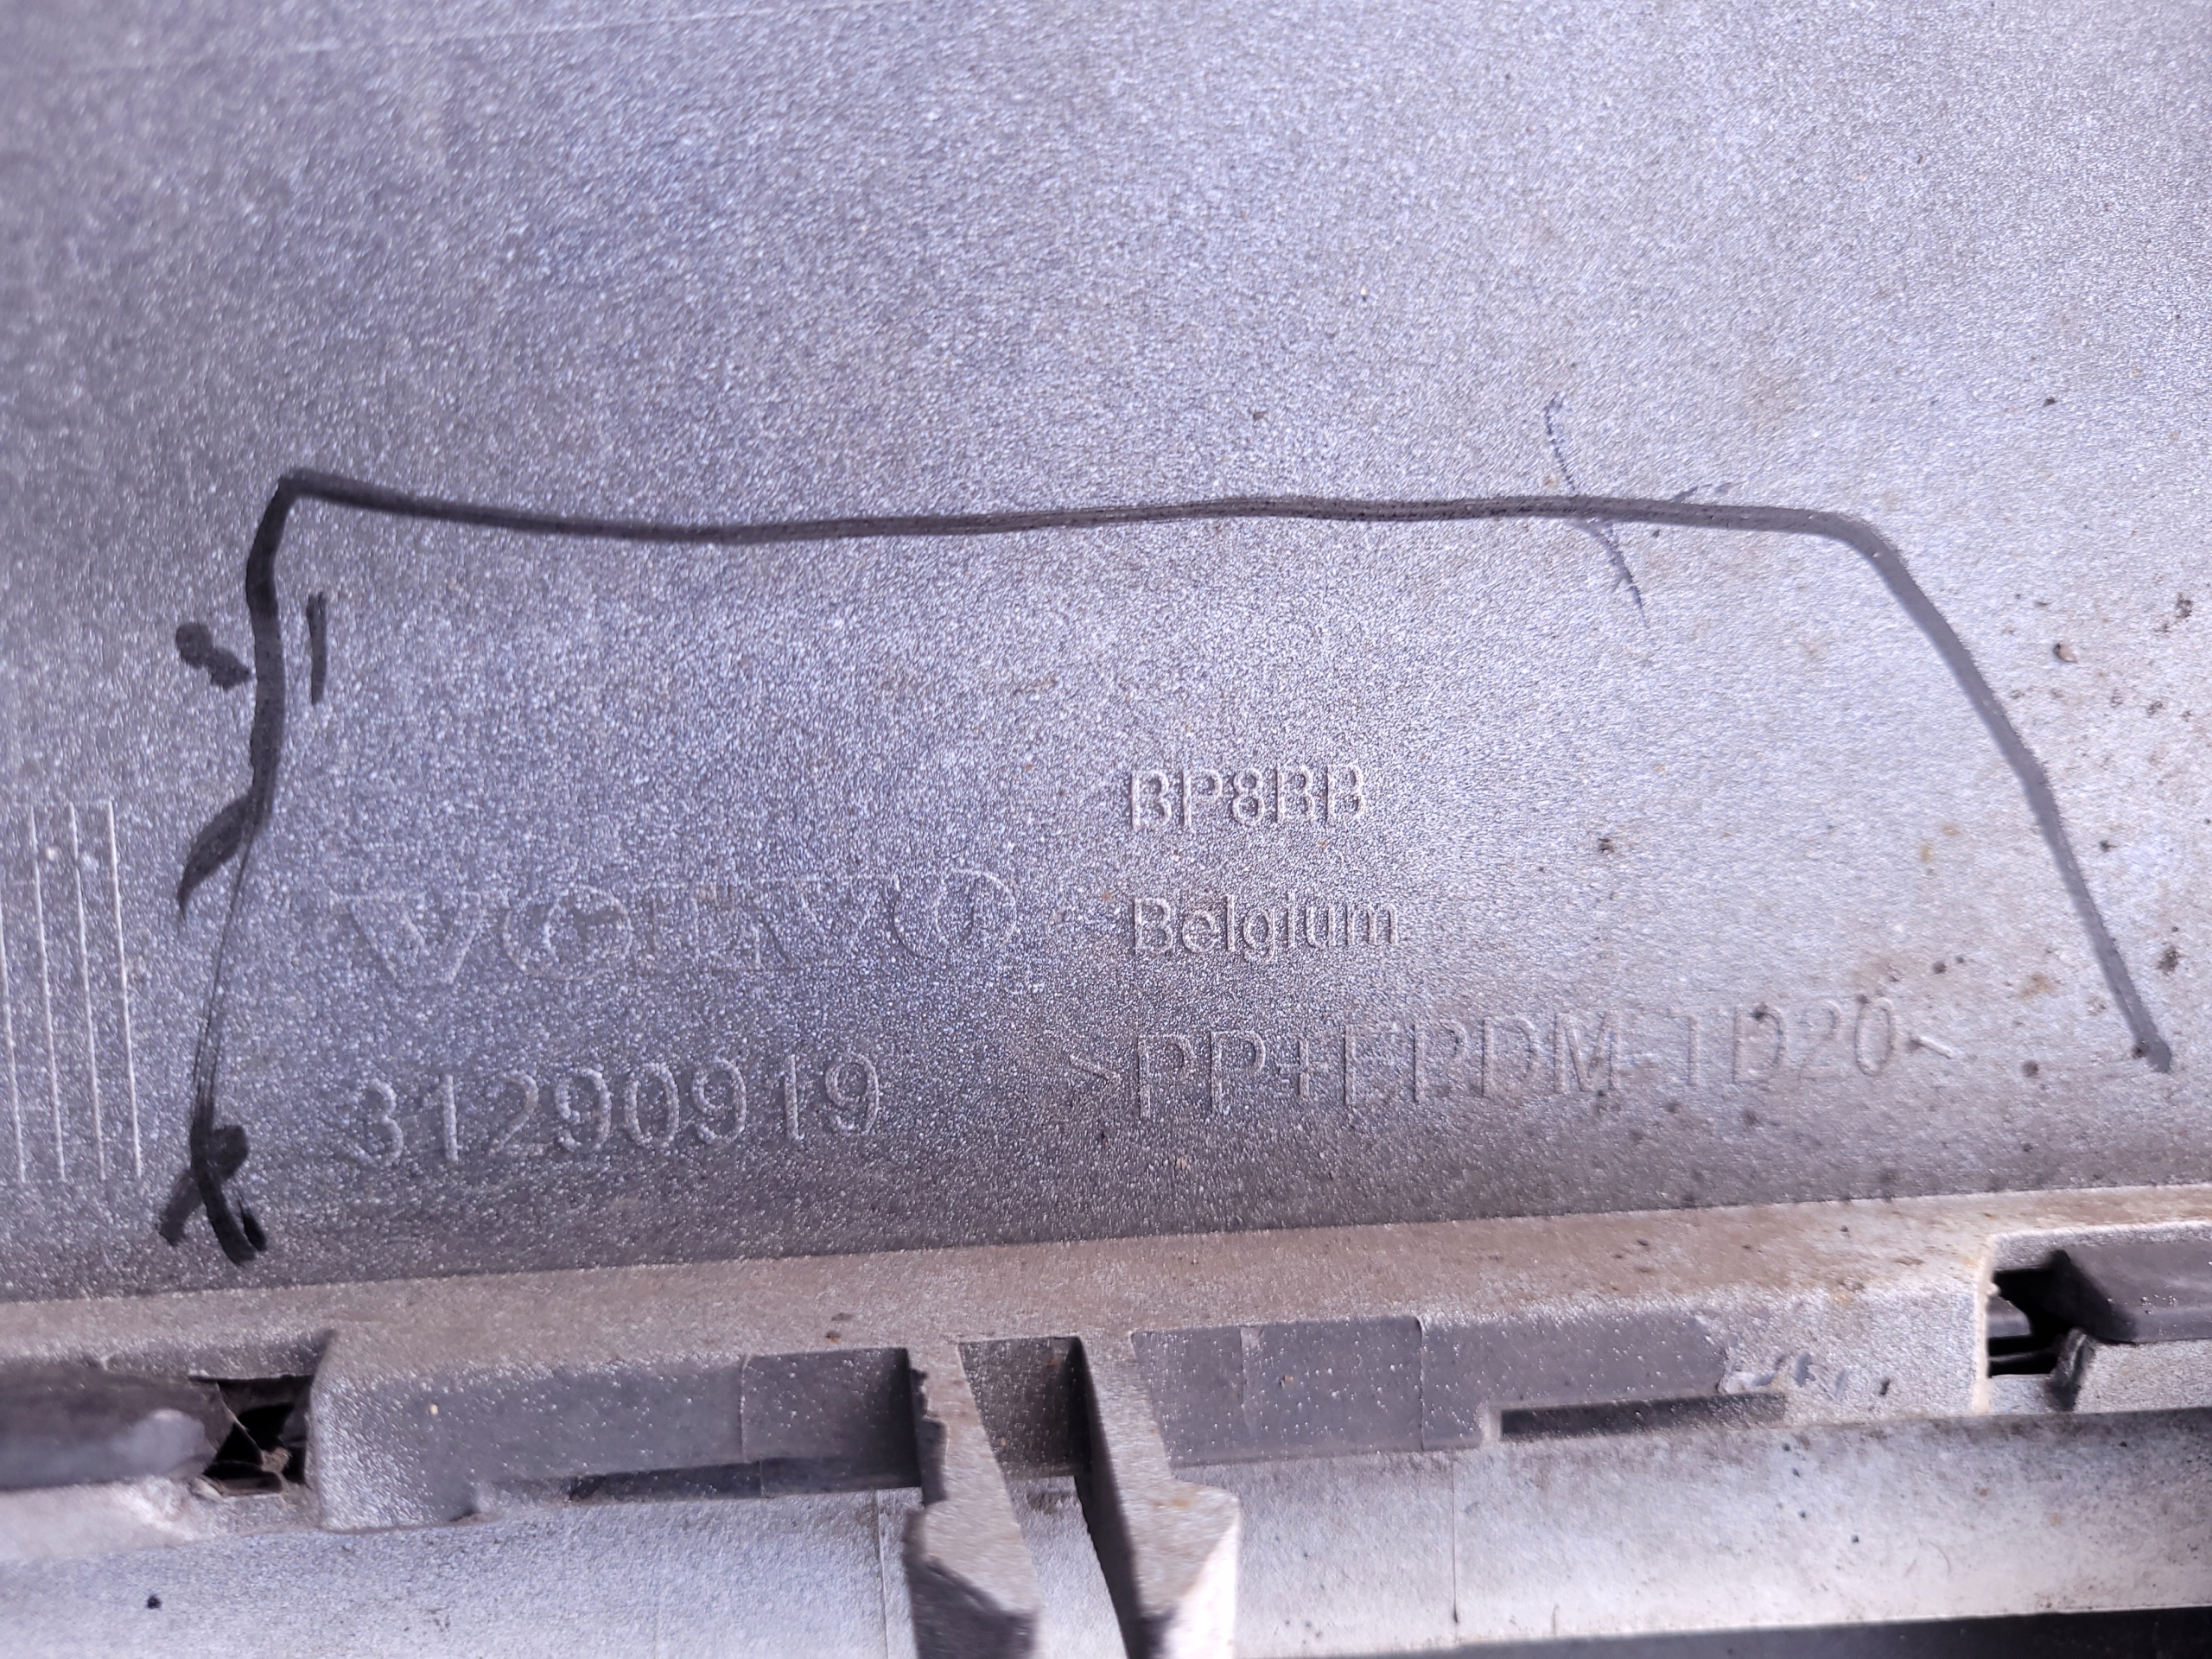 BP8BB
VOLVO Belgium
31290919 >PP+EPDM-TD20<